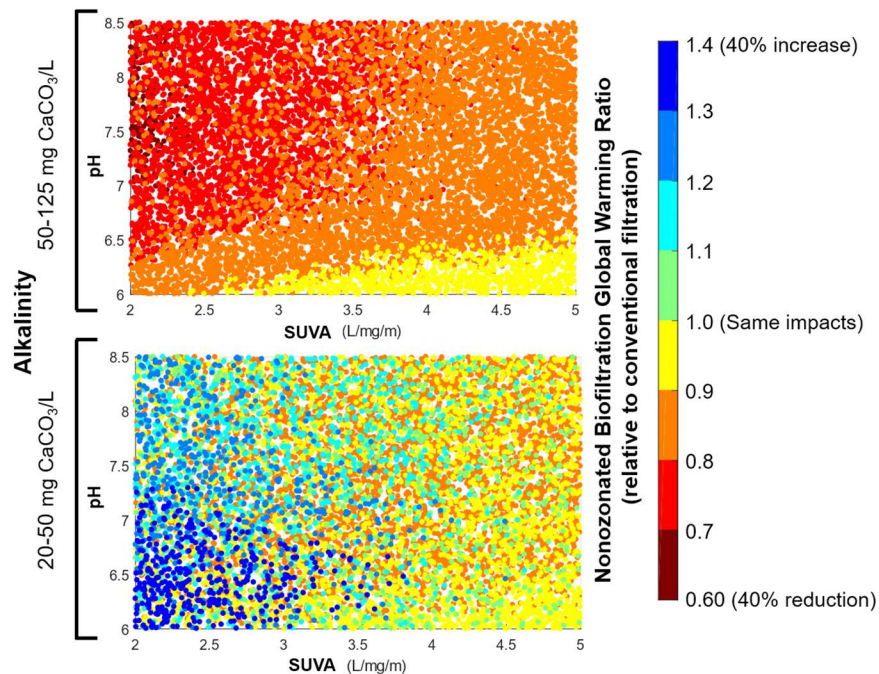 Alkalinity
50-125 mg CaCO3/L
pH
8.5
8
7.5
7
6.5
6
2
2.5
3
3.5
4
4.5
5
SUVA (L/mg/m)
20-50 mg CaCO3/L
pH
8.5
8
7.5
7
6.5
6
2
2.5
3
3.5
4
4.5
5
SUVA (L/mg/m)
Nonozonated Biofiltration Global Warming Ratio
(relative to conventional filtration)
1.4 (40% increase)
1.3
1.2
1.1
1.0 (Same impacts)
0.9
0.8
0.7
0.60 (40% reduction)